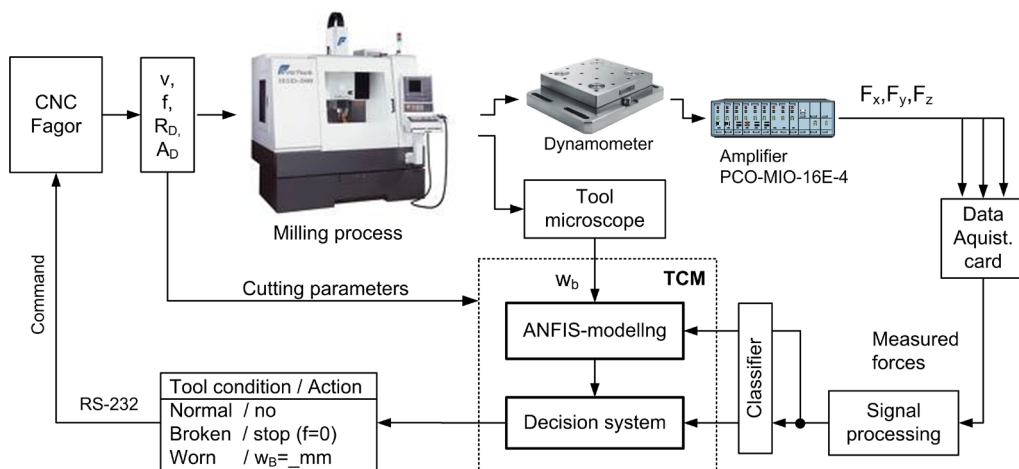 CNC
Fagor
v,
f,
R_D,
A_D
Milling process
Dynamometer
Amplifier
PCO-MIO-16E-4
F_x,F_y,F_z
Tool
microscope
Data
Aquist.
card
Command
Cutting parameters
w_b
TCM
ANFIS-modellng
Decision system
Classifier
Measured
forces
Signal
processing
RS-232
Tool condition / Action
Normal / no
Broken / stop (f=0)
Worn / w_B=_mm